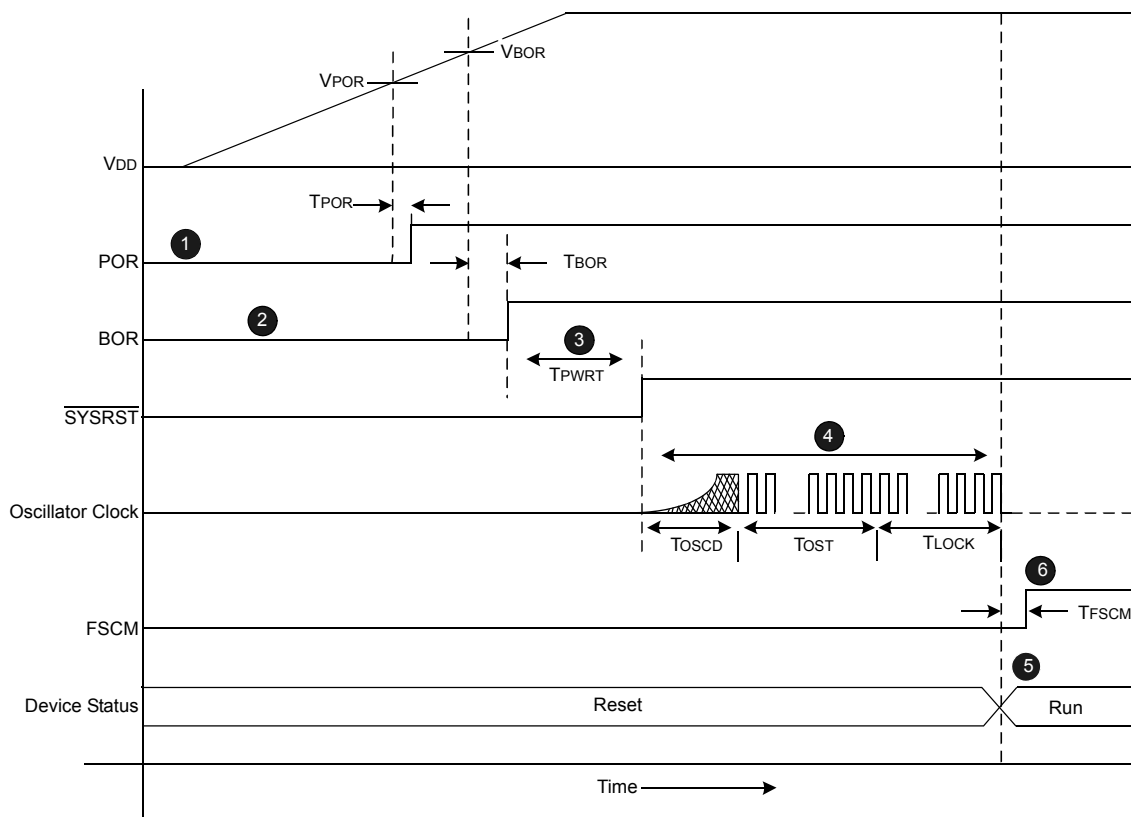 VBOR
VPOR
VDD
TPOR
1
POR
TBOR
2
BOR
3
TPWRT
SYSRST
4
Oscillator Clock
TOSCD
TOST
TLOCK
6
TFSCM
FSCM
5
Device Status
Reset
Run
Time